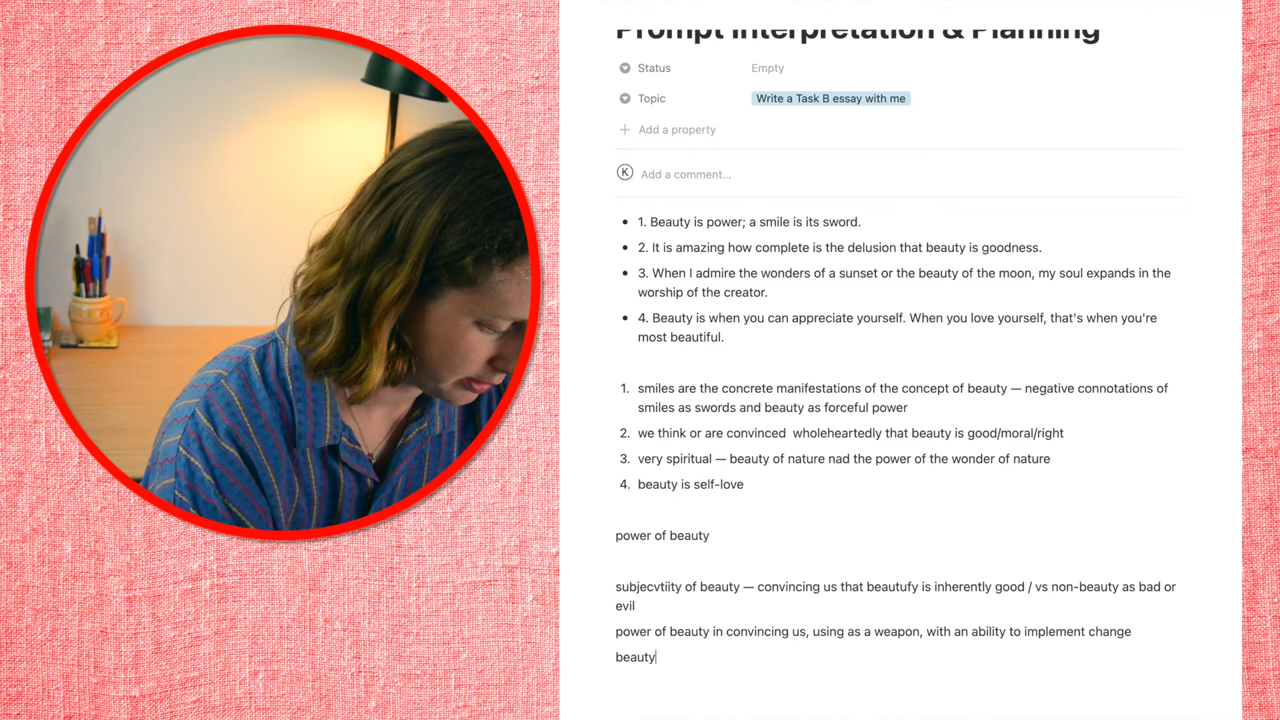 Prompt Interpretation & Planning
Status Empty
Topic Write a Task B essay with me
Add a property
K Add a comment...
• 1. Beauty is power; a smile is its sword.
• 2. It is amazing how complete is the delusion that beauty is goodness.
• 3. When I admire the wonders of a sunset or the beauty of the moon, my soul expands in the
worship of the creator.
• 4. Beauty is when you can appreciate yourself. When you love yourself, that's when you're
most beautiful.
1. smiles are the concrete manifestations of the concept of beauty — negative connotations of
smiles as swords and beauty as forceful power
2. we think or are convinced  wholeheartedly that beauty is good/moral/right
3. very spiritual — beauty of nature nad the power of the wonder of nature
4. beauty is self-love
power of beauty
subjecvtiity of beauty — convincing us that beautufy is inherently good / vs non-beauty as bad or
evil
power of beauty in convincing us, using as a weapon, with an ability to implement change
beauty